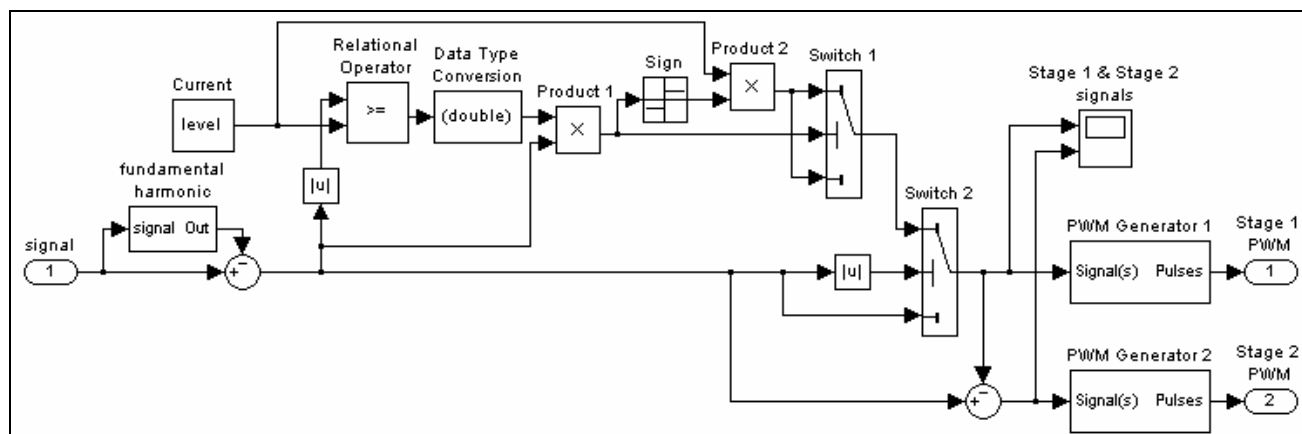 Relational
Operator
Data Type
Conversion
Product 1
Sign
Product 2
Switch 1
Stage 1 & Stage 2
signals
Current
level
>=
(double)
×
×
fundamental
harmonic
|u|
signal Out
Switch 2
signal
1
+
−
|u|
PWM Generator 1
Signal(s) Pulses
Stage 1
PWM
1
PWM Generator 2
Signal(s) Pulses
Stage 2
PWM
2
+
−